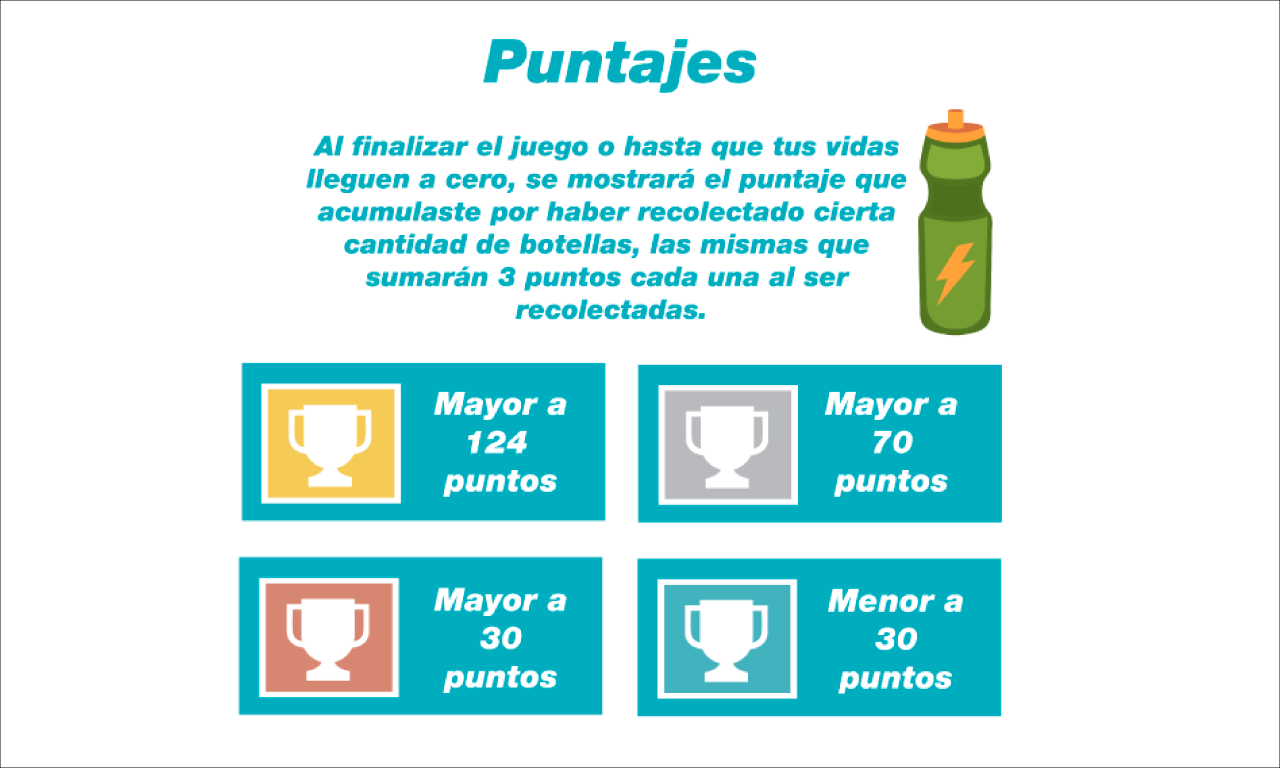 Puntajes
Al finalizar el juego o hasta que tus vidas
lleguen a cero, se mostrará el puntaje que
acumulaste por haber recolectado cierta
cantidad de botellas, las mismas que
sumarán 3 puntos cada una al ser
recolectadas.
Mayor a
124
puntos
Mayor a
70
puntos
Mayor a
30
puntos
Menor a
30
puntos